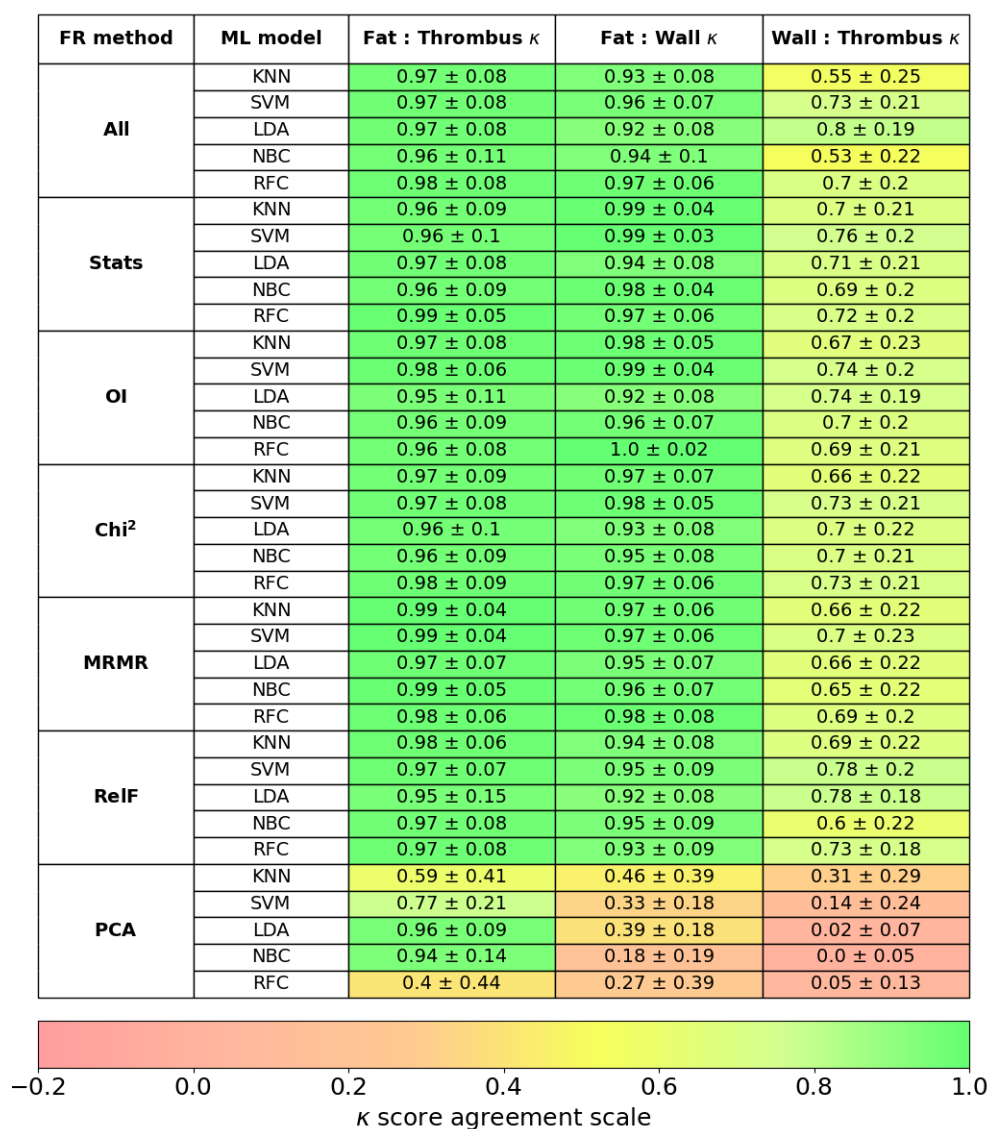 FR method ML model Fat : Thrombus κ Fat : Wall κ Wall : Thrombus κ
All
KNN 0.97 ± 0.08 0.93 ± 0.08 0.55 ± 0.25
SVM 0.97 ± 0.08 0.96 ± 0.07 0.73 ± 0.21
LDA 0.97 ± 0.08 0.92 ± 0.08 0.8 ± 0.19
NBC 0.96 ± 0.11 0.94 ± 0.1 0.53 ± 0.22
RFC 0.98 ± 0.08 0.97 ± 0.06 0.7 ± 0.2
Stats
KNN 0.96 ± 0.09 0.99 ± 0.04 0.7 ± 0.21
SVM 0.96 ± 0.1 0.99 ± 0.03 0.76 ± 0.2
LDA 0.97 ± 0.08 0.94 ± 0.08 0.71 ± 0.21
NBC 0.96 ± 0.09 0.98 ± 0.04 0.69 ± 0.2
RFC 0.99 ± 0.05 0.97 ± 0.06 0.72 ± 0.2
OI
KNN 0.97 ± 0.08 0.98 ± 0.05 0.67 ± 0.23
SVM 0.98 ± 0.06 0.99 ± 0.04 0.74 ± 0.2
LDA 0.95 ± 0.11 0.92 ± 0.08 0.74 ± 0.19
NBC 0.96 ± 0.09 0.96 ± 0.07 0.7 ± 0.2
RFC 0.96 ± 0.08 1.0 ± 0.02 0.69 ± 0.21
Chi²
KNN 0.97 ± 0.09 0.97 ± 0.07 0.66 ± 0.22
SVM 0.97 ± 0.08 0.98 ± 0.05 0.73 ± 0.21
LDA 0.96 ± 0.1 0.93 ± 0.08 0.7 ± 0.22
NBC 0.96 ± 0.09 0.95 ± 0.08 0.7 ± 0.21
RFC 0.98 ± 0.09 0.97 ± 0.06 0.73 ± 0.21
MRMR
KNN 0.99 ± 0.04 0.97 ± 0.06 0.66 ± 0.22
SVM 0.99 ± 0.04 0.97 ± 0.06 0.7 ± 0.23
LDA 0.97 ± 0.07 0.95 ± 0.07 0.66 ± 0.22
NBC 0.99 ± 0.05 0.96 ± 0.07 0.65 ± 0.22
RFC 0.98 ± 0.06 0.98 ± 0.08 0.69 ± 0.2
RelF
KNN 0.98 ± 0.06 0.94 ± 0.08 0.69 ± 0.22
SVM 0.97 ± 0.07 0.95 ± 0.09 0.78 ± 0.2
LDA 0.95 ± 0.15 0.92 ± 0.08 0.78 ± 0.18
NBC 0.97 ± 0.08 0.95 ± 0.09 0.6 ± 0.22
RFC 0.97 ± 0.08 0.93 ± 0.09 0.73 ± 0.18
PCA
KNN 0.59 ± 0.41 0.46 ± 0.39 0.31 ± 0.29
SVM 0.77 ± 0.21 0.33 ± 0.18 0.14 ± 0.24
LDA 0.96 ± 0.09 0.39 ± 0.18 0.02 ± 0.07
NBC 0.94 ± 0.14 0.18 ± 0.19 0.0 ± 0.05
RFC 0.4 ± 0.44 0.27 ± 0.39 0.05 ± 0.13
−0.2 0.0 0.2 0.4 0.6 0.8 1.0
κ score agreement scale